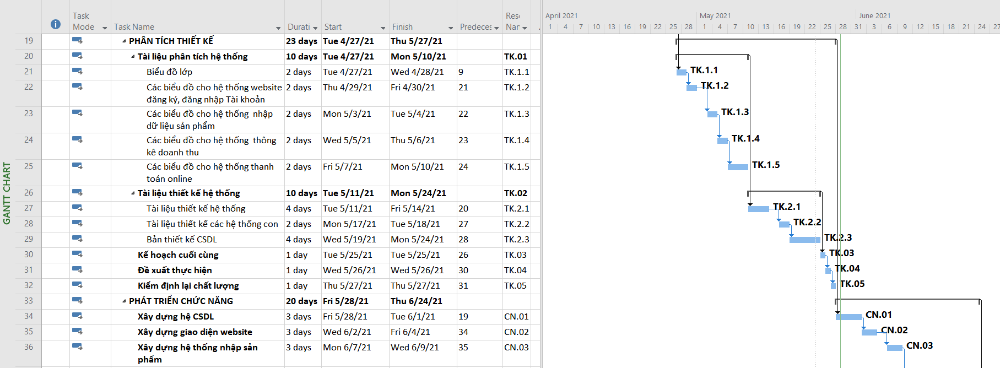 Task Mode
Task Name
Durati
Start
Finish
Predeces
Resc Nar
April 2021
May 2021
June 2021
1 4 7 10 13 16 19 22 25 28 1 4 7 10 13 16 19 22 25 28 31 3 6 9 12 15 18 21 24 27
19 PHÂN TÍCH THIẾT KẾ 23 days Tue 4/27/21 Thu 5/27/21
20 Tài liệu phân tích hệ thống 10 days Tue 4/27/21 Mon 5/10/21 TK.01
21 Biểu đồ lớp 2 days Tue 4/27/21 Wed 4/28/21 9 TK.1.1 TK.1.1
22 Các biểu đồ cho hệ thống website 2 days Thu 4/29/21 Fri 4/30/21 21 TK.1.2 TK.1.2
đăng ký, đăng nhập Tài khoản
23 Các biểu đồ cho hệ thống nhập 2 days Mon 5/3/21 Tue 5/4/21 22 TK.1.3 TK.1.3
dữ liệu sản phẩm
24 Các biểu đồ cho hệ thống thông 2 days Wed 5/5/21 Thu 5/6/21 23 TK.1.4 TK.1.4
kê doanh thu
25 Các biểu đồ cho hệ thống thanh 2 days Fri 5/7/21 Mon 5/10/21 24 TK.1.5 TK.1.5
toán online
26 Tài liệu thiết kế hệ thống 10 days Tue 5/11/21 Mon 5/24/21 TK.02
27 Tài liệu thiết kế hệ thống 4 days Tue 5/11/21 Fri 5/14/21 20 TK.2.1 TK.2.1
28 Tài liệu thiết kế các hệ thống con 2 days Mon 5/17/21 Tue 5/18/21 27 TK.2.2 TK.2.2
29 Bản thiết kế CSDL 4 days Wed 5/19/21 Mon 5/24/21 28 TK.2.3 TK.2.3
30 Kế hoạch cuối cùng 1 day Tue 5/25/21 Tue 5/25/21 26 TK.03 TK.03
31 Đề xuất thực hiện 1 day Wed 5/26/21 Wed 5/26/21 30 TK.04 TK.04
32 Kiểm định lại chất lượng 1 day Thu 5/27/21 Thu 5/27/21 31 TK.05 TK.05
33 PHÁT TRIỂN CHỨC NĂNG 20 days Fri 5/28/21 Thu 6/24/21
34 Xây dựng hệ CSDL 3 days Fri 5/28/21 Tue 6/1/21 19 CN.01 CN.01
35 Xây dựng giao diện website 3 days Wed 6/2/21 Fri 6/4/21 34 CN.02 CN.02
36 Xây dựng hệ thống nhập sản 3 days Mon 6/7/21 Wed 6/9/21 35 CN.03 CN.03
phẩm
GANTT CHART